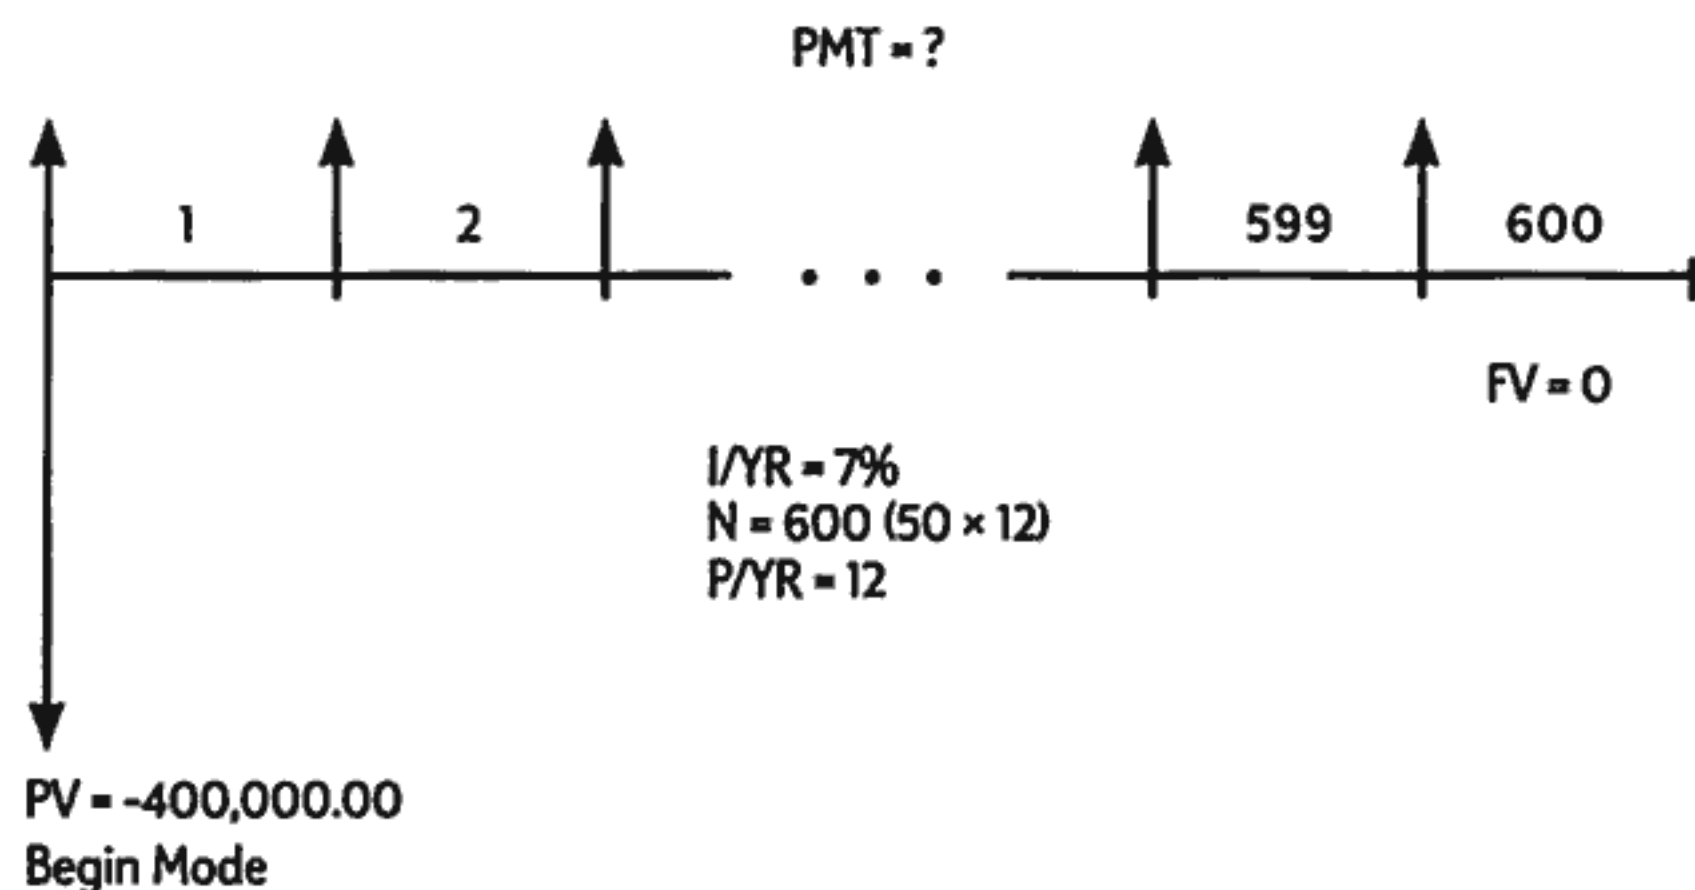 PMT = ?
1 2 599 600
FV = 0
I/YR = 7%
N = 600 (50 × 12)
P/YR = 12
PV = -400,000.00
Begin Mode